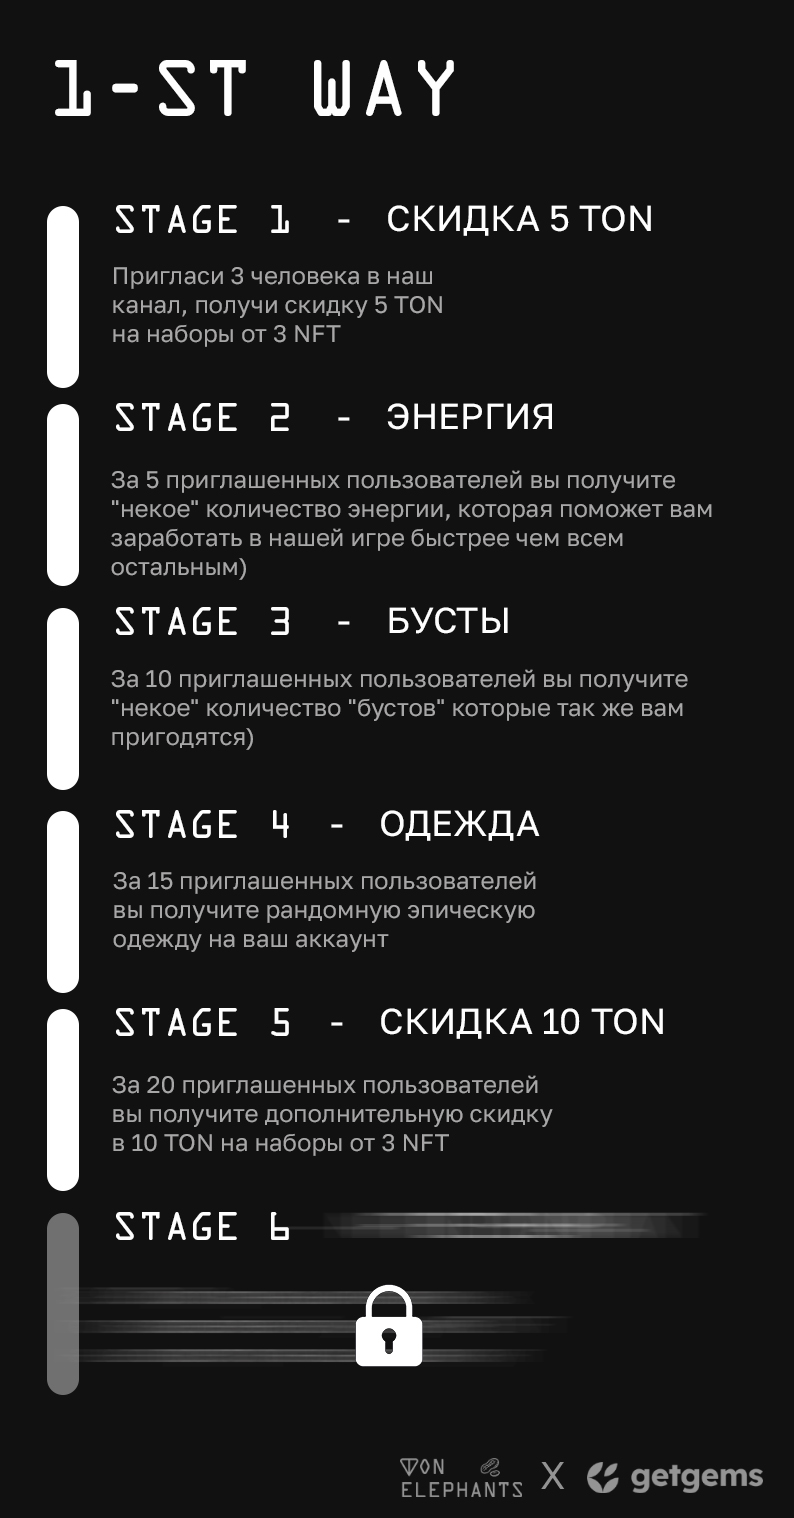 1-ST WAY
STAGE 1 - СКИДКА 5 TON
Пригласи 3 человека в наш
канал, получи скидку 5 TON
на наборы от 3 NFT
STAGE 2 - ЭНЕРГИЯ
За 5 приглашенных пользователей вы получите
"некое" количество энергии, которая поможет вам
заработать в нашей игре быстрее чем всем
остальным)
STAGE 3 - БУСТЫ
За 10 приглашенных пользователей вы получите
"некое" количество "бустов" которые так же вам
пригодятся)
STAGE 4 - ОДЕЖДА
За 15 приглашенных пользователей
вы получите рандомную эпическую
одежду на ваш аккаунт
STAGE 5 - СКИДКА 10 TON
За 20 приглашенных пользователей
вы получите дополнительную скидку
в 10 TON на наборы от 3 NFT
STAGE 6
TON
ELEPHANTS X getgems